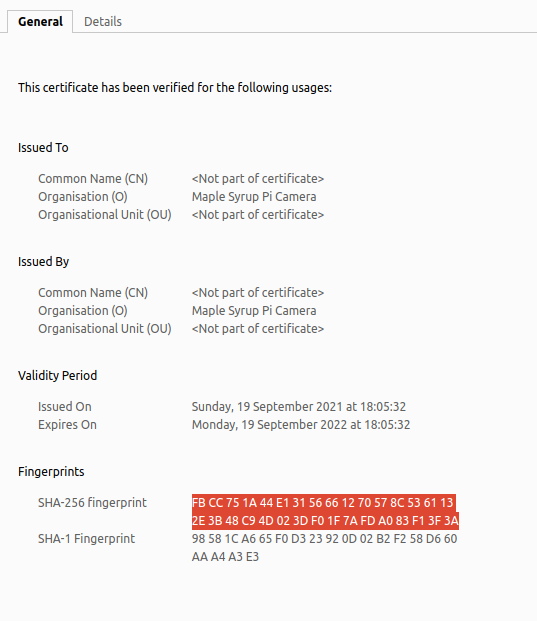 General Details
This certificate has been verified for the following usages:
Issued To
Common Name (CN) <Not part of certificate>
Organisation (O) Maple Syrup Pi Camera
Organisational Unit (OU) <Not part of certificate>
Issued By
Common Name (CN) <Not part of certificate>
Organisation (O) Maple Syrup Pi Camera
Organisational Unit (OU) <Not part of certificate>
Validity Period
Issued On Sunday, 19 September 2021 at 18:05:32
Expires On Monday, 19 September 2022 at 18:05:32
Fingerprints
SHA-256 fingerprint FB CC 75 1A 44 E1 31 56 66 12 70 57 8C 53 61 13
2E 3B 48 C9 4D 02 3D F0 1F 7A FD A0 83 F1 3F 3A
SHA-1 Fingerprint 98 58 1C A6 65 F0 D3 23 92 0D 02 B2 F2 58 D6 60
AA A4 A3 E3